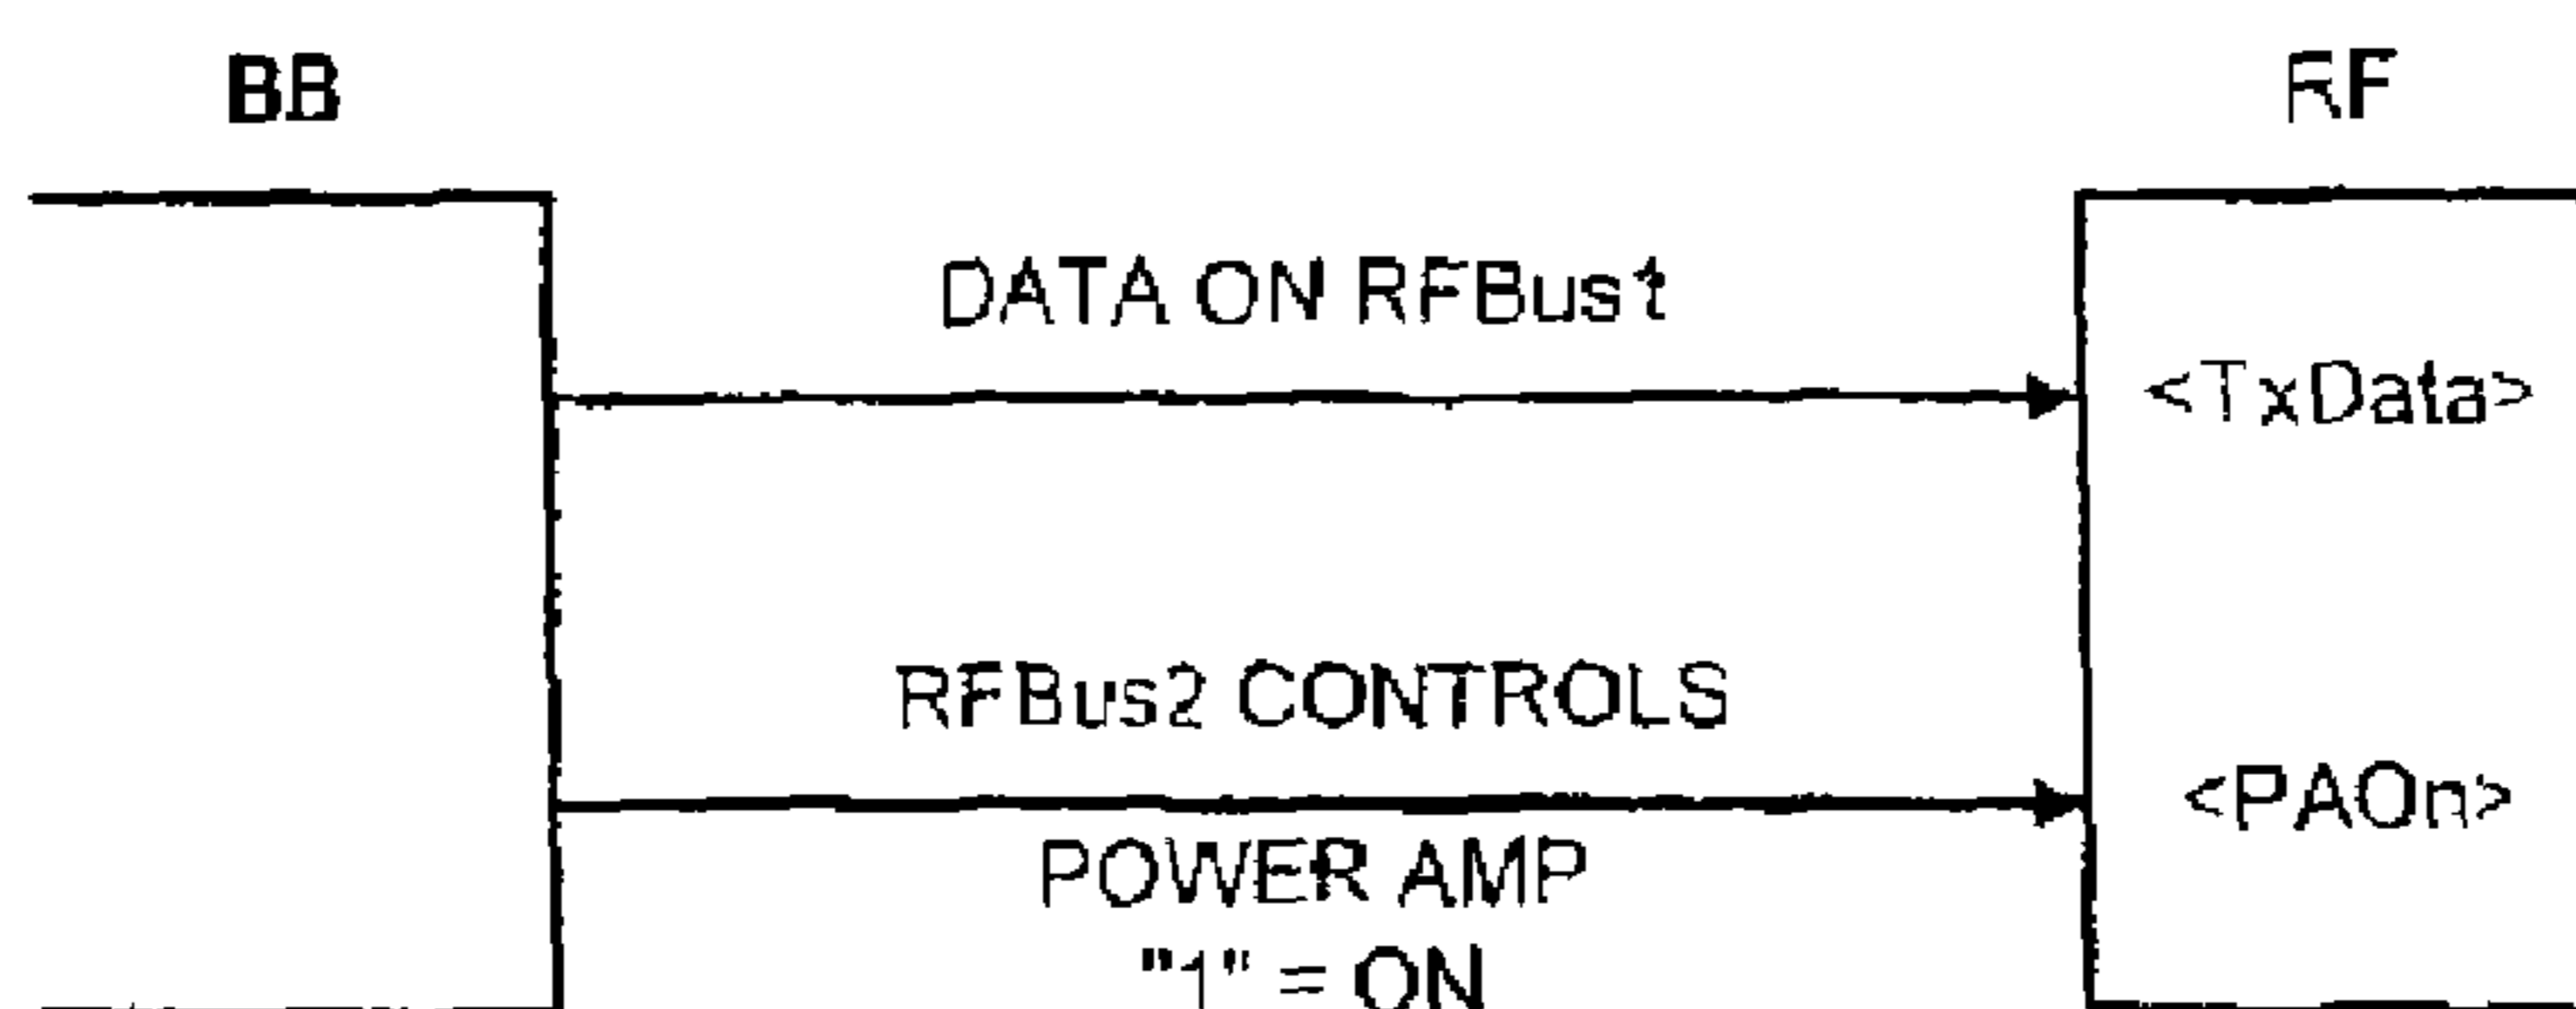 BB
RF
DATA ON RFBus1
<TxData>
RFBus2 CONTROLS
<PAOn>
POWER AMP
"1" = ON